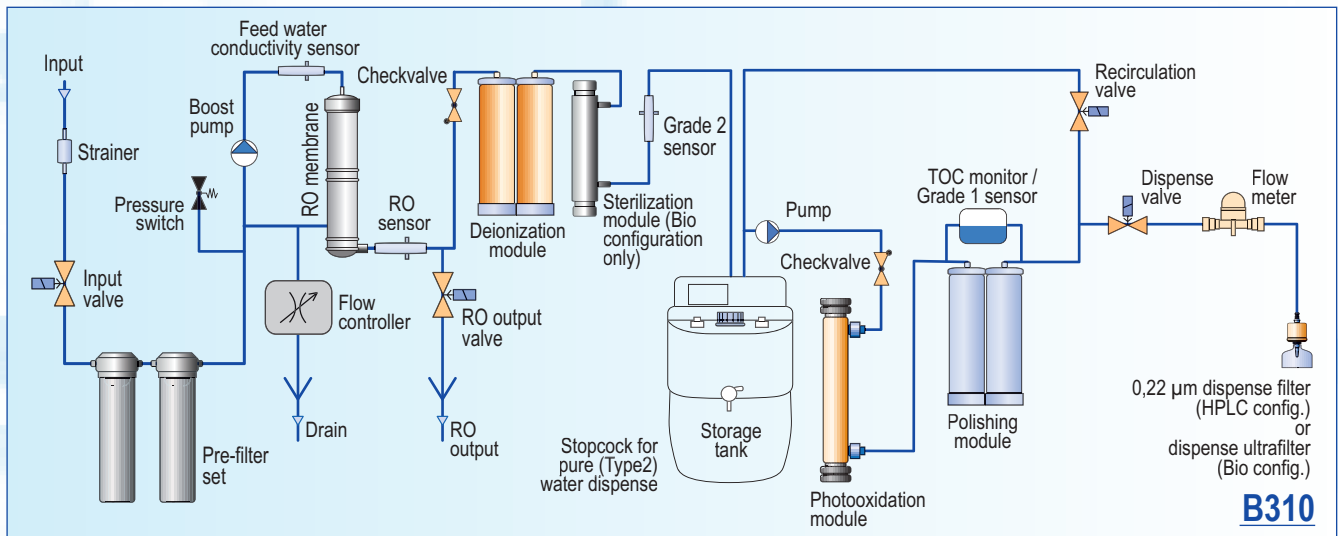 Input
Strainer
Pressure
switch
Input
valve
Pre-filter
set
Feed water
conductivity sensor
Boost
pump
RO membrane
Flow
controller
Drain
RO
sensor
RO output
valve
RO
output
Checkvalve
Deionization
module
Sterilization
module (Bio
configuration
only)
Grade 2
sensor
Stopcock for
pure (Type2)
water dispense
Storage
tank
Pump
Checkvalve
Photooxidation
module
TOC monitor /
Grade 1 sensor
Polishing
module
Recirculation
valve
Dispense
valve
Flow
meter
0,22 µm dispense filter
(HPLC config.)
or
dispense ultrafilter
(Bio config.)
B310